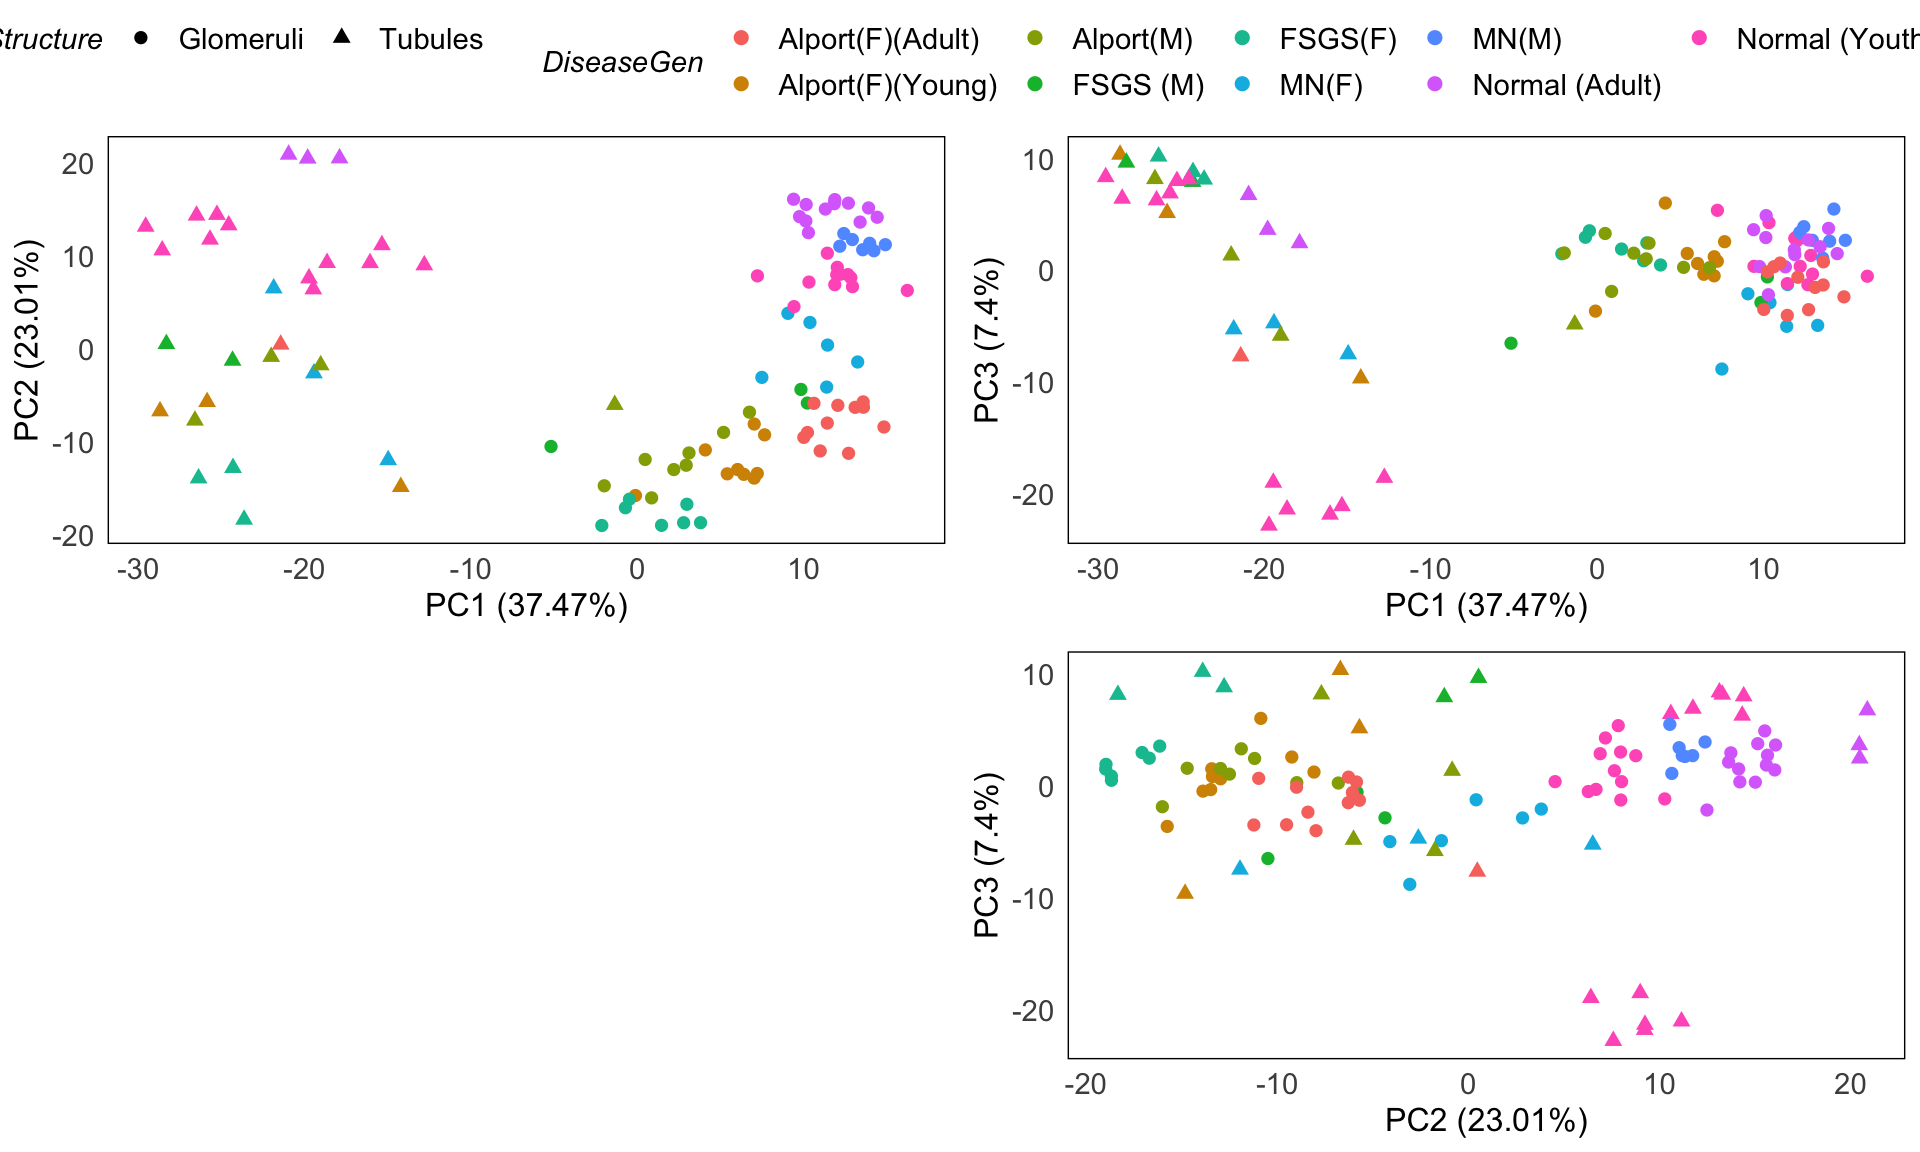 Structure Glomeruli Tubules
DiseaseGen
Alport(F)(Adult) Alport(M) FSGS(F) MN(M) Normal (Youth
Alport(F)(Young) FSGS (M) MN(F) Normal (Adult)
20
10
0
-10
-20
PC2 (23.01%)
-30 -20 -10 0 10
PC1 (37.47%)
10
0
-10
-20
PC3 (7.4%)
-30 -20 -10 0 10
PC1 (37.47%)
10
0
-10
-20
PC3 (7.4%)
-20 -10 0 10 20
PC2 (23.01%)